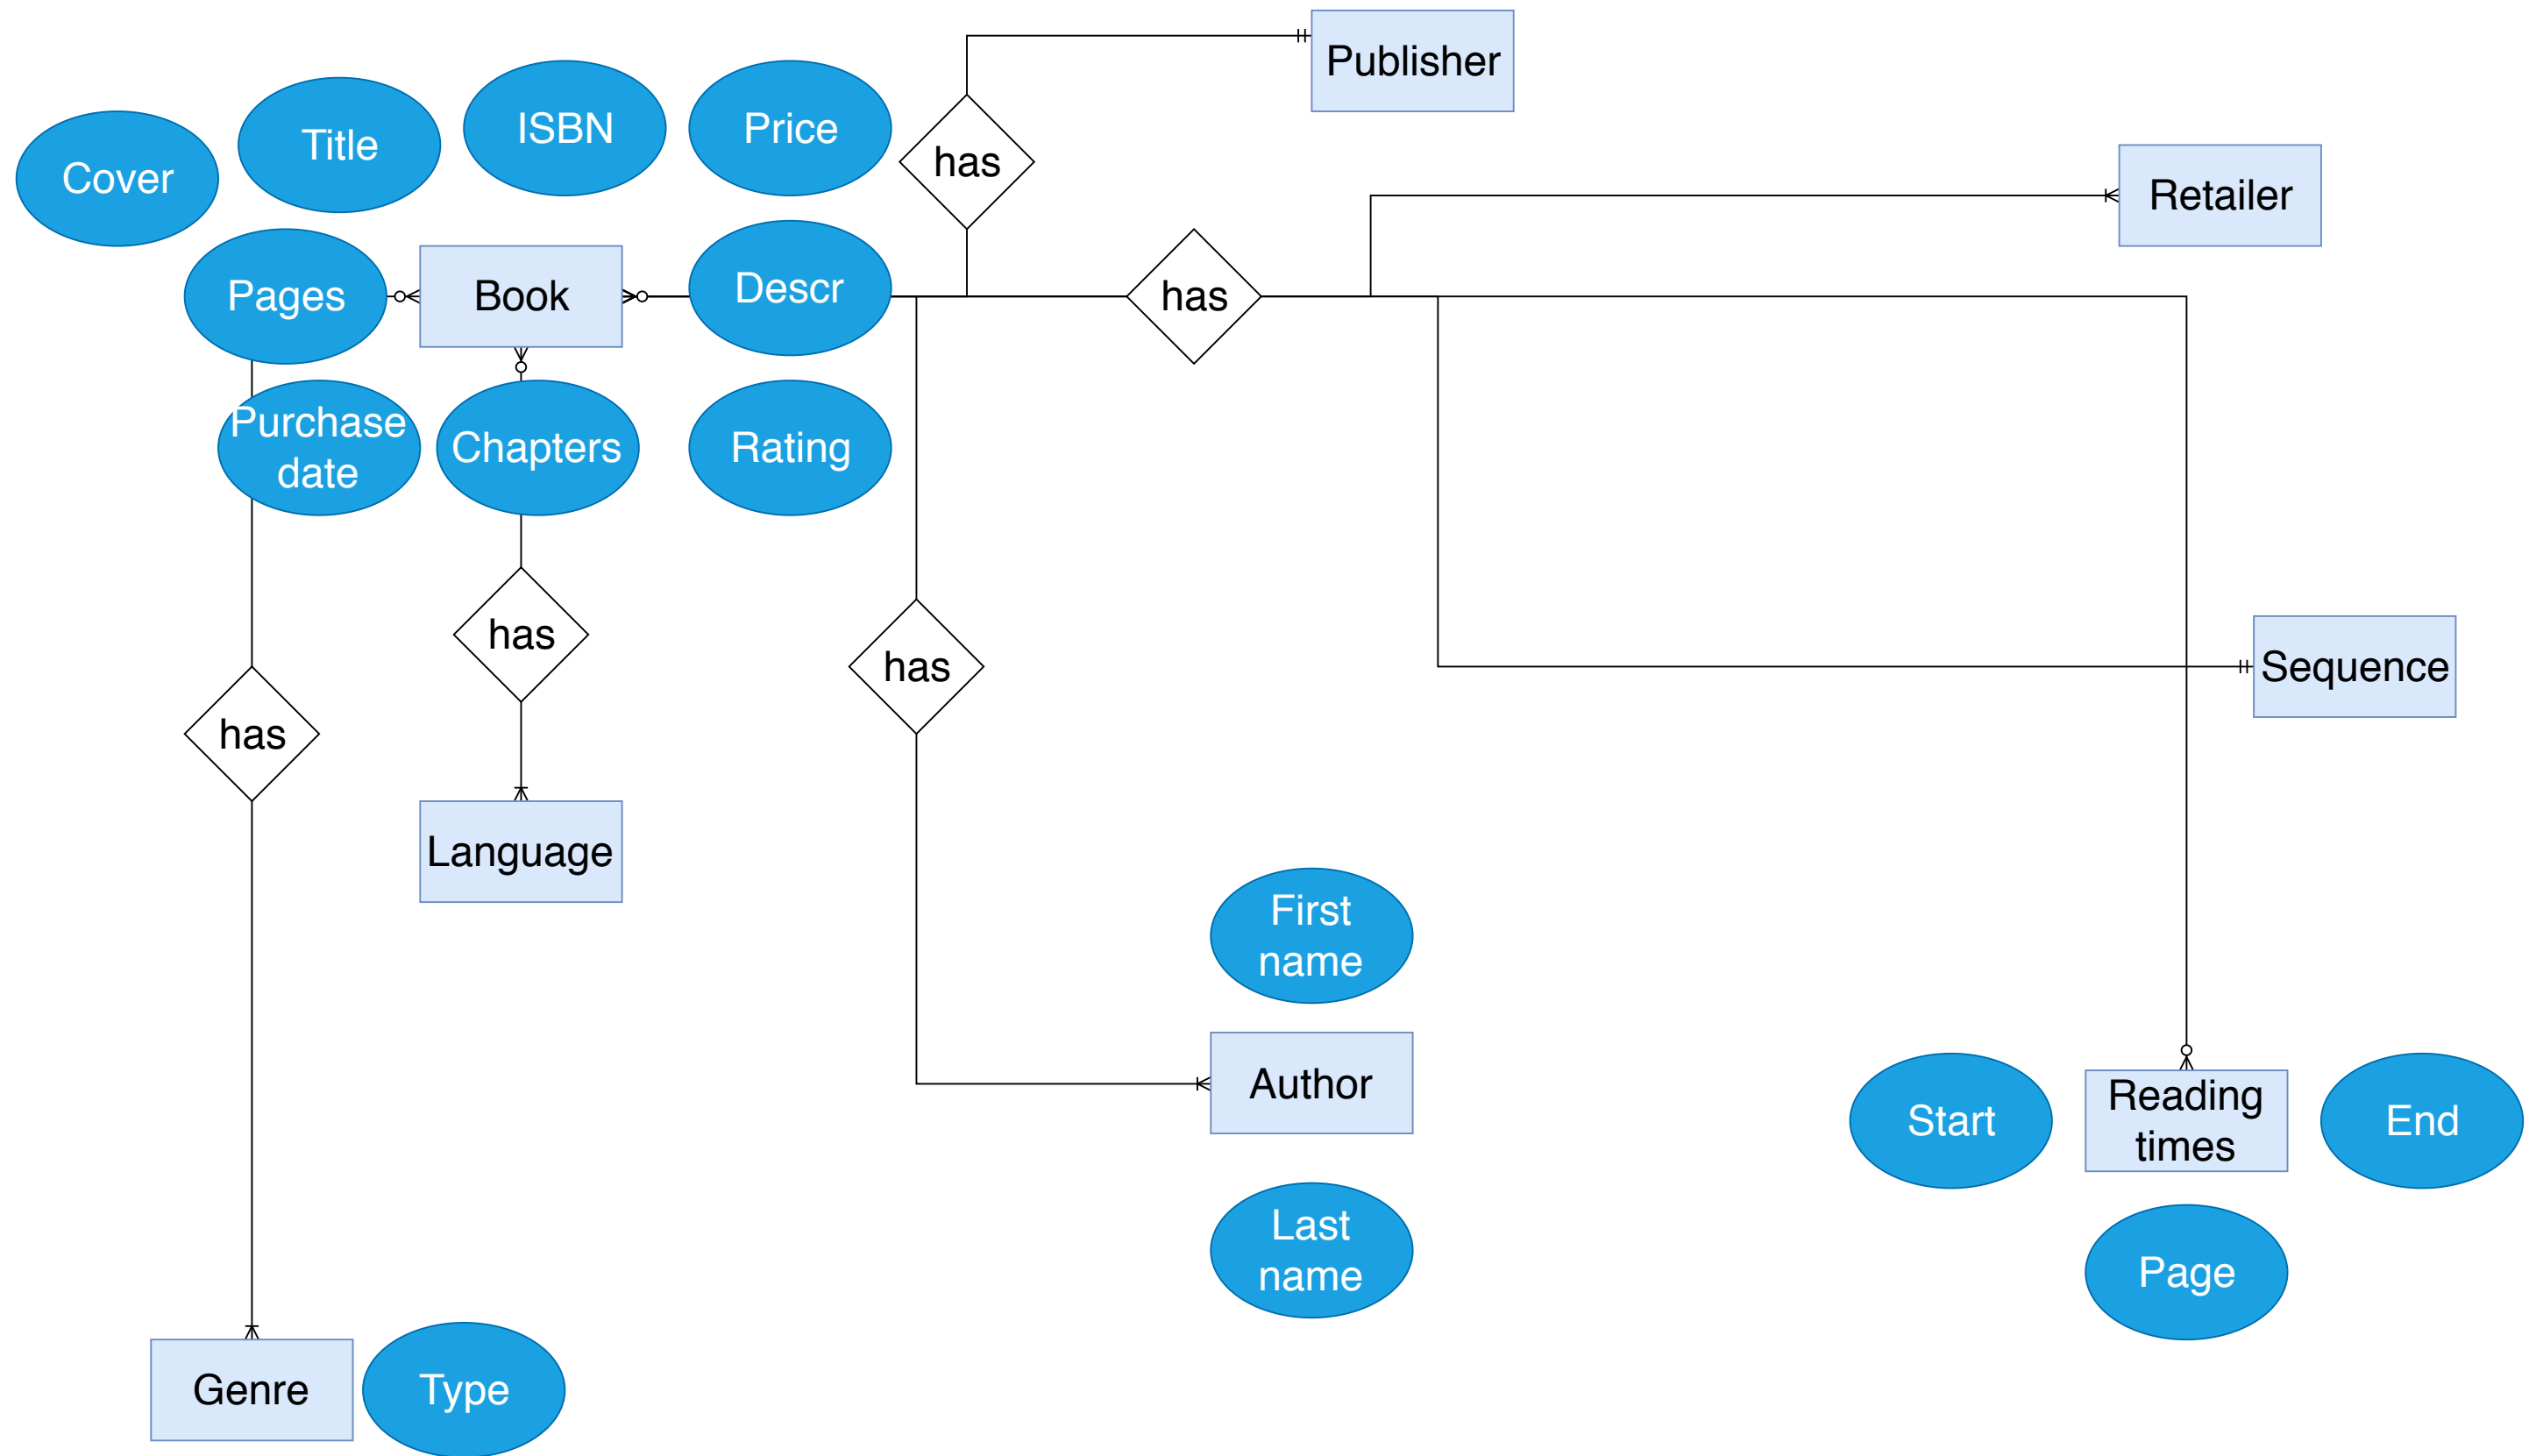 Publisher
Cover
Title
ISBN
Price
has
Retailer
Pages
Book
Descr
has
Purchase
date
Chapters
Rating
has
has
has
Sequence
Language
First
name
Author
Last
name
Start
Reading
times
End
Page
Genre
Type